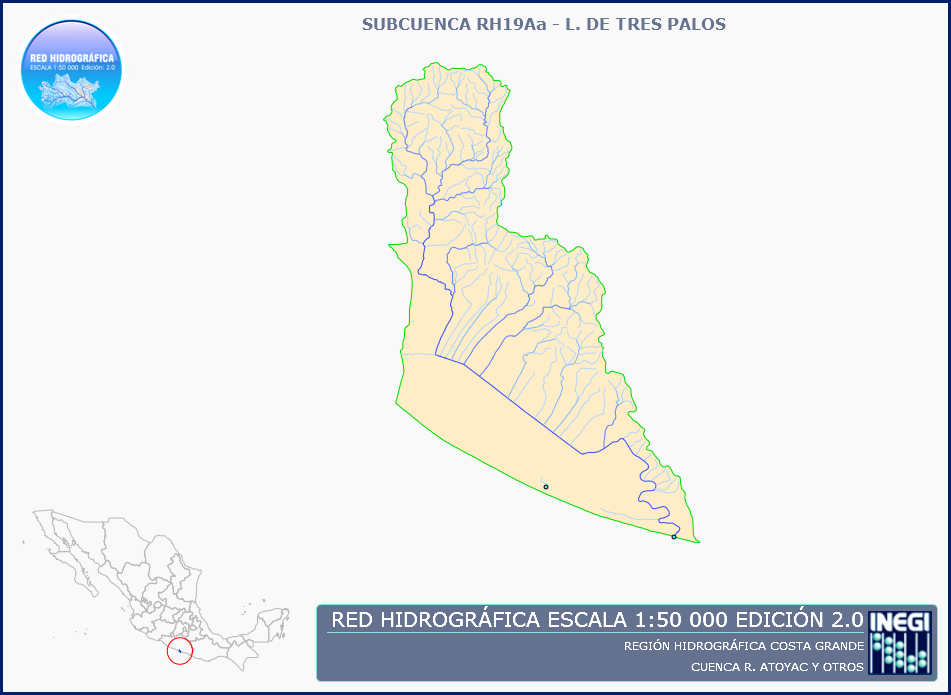 SUBCUENCA RH19Aa - L. DE TRES PALOS
RED HIDROGRÁFICA
ESCALA 1:50 000 Edición: 2.0
RED HIDROGRÁFICA ESCALA 1:50 000 EDICIÓN 2.0
REGIÓN HIDROGRÁFICA COSTA GRANDE
CUENCA R. ATOYAC Y OTROS
INEGI